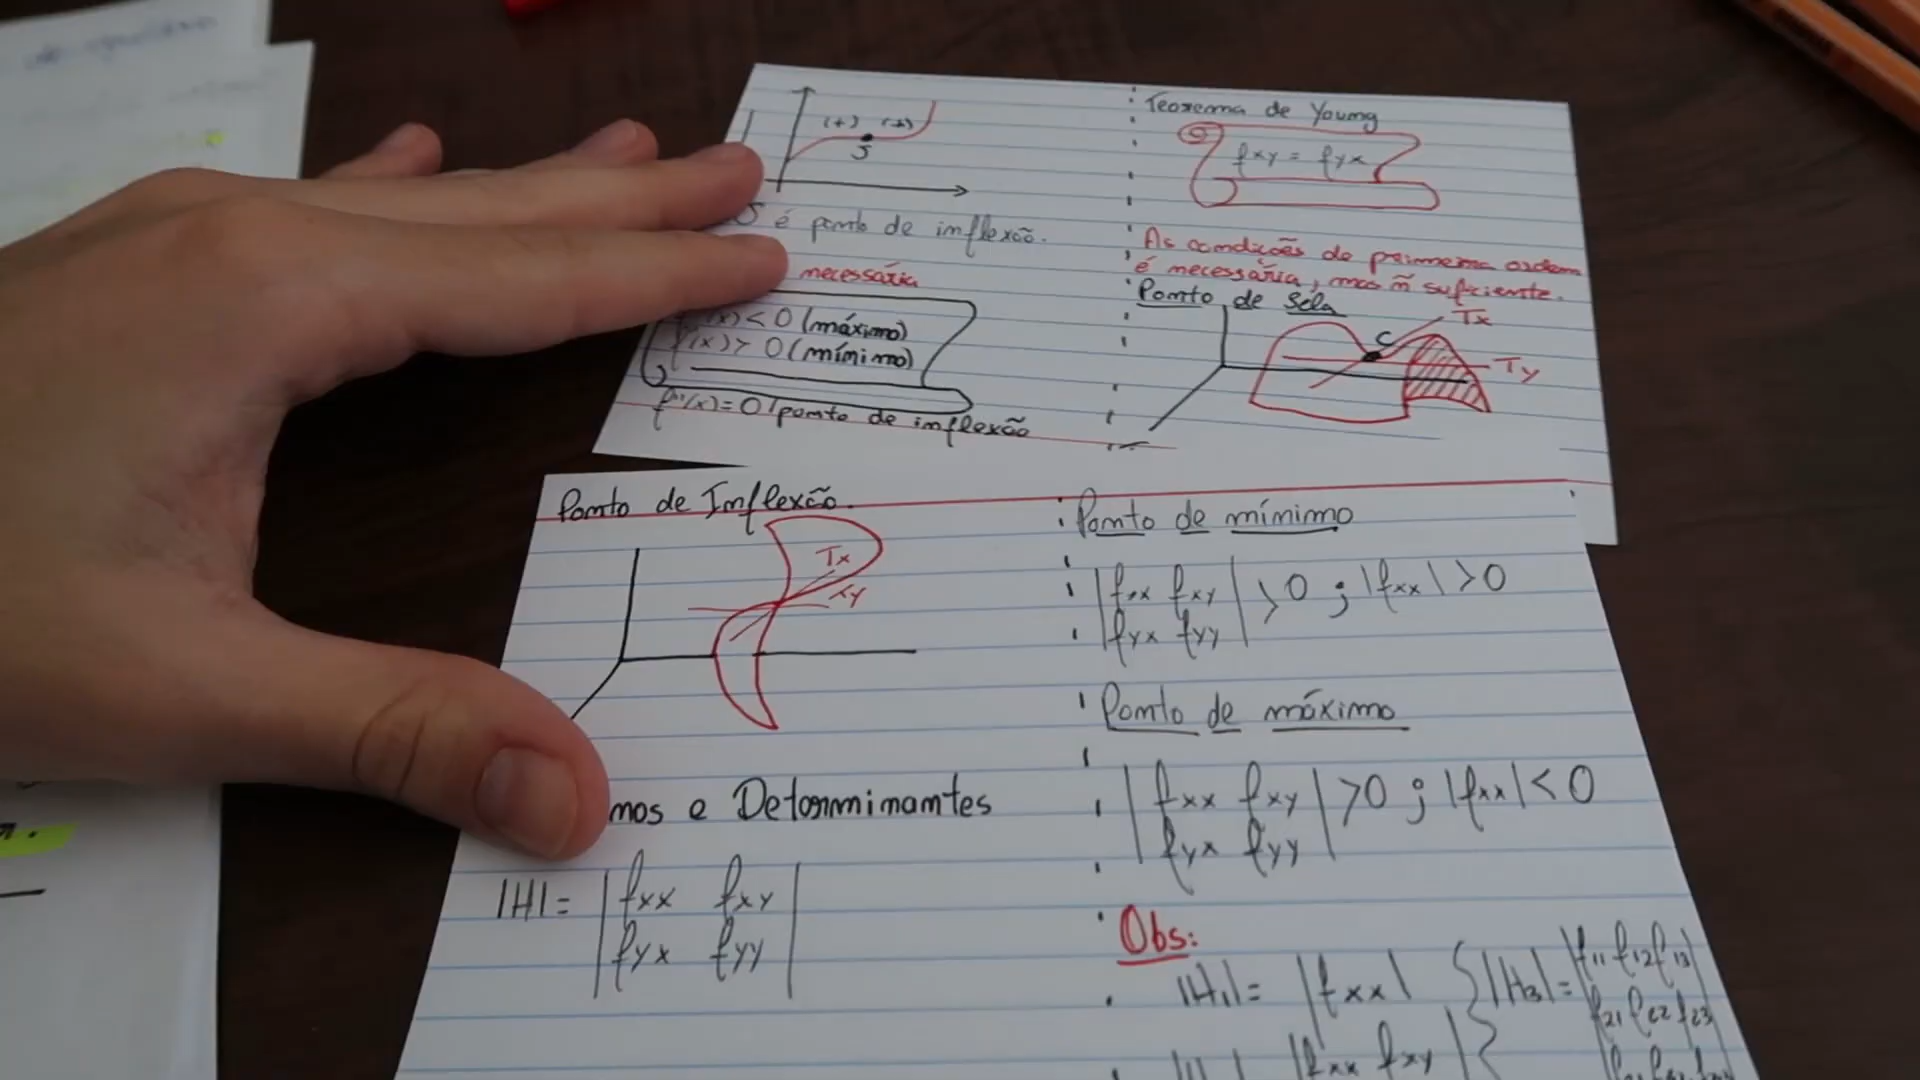 (+) (+)
J
J é ponto de inflexão.
necessária
(x) < 0 (máximo)
(x) > 0 (mínimo)
f''(x) = 0 (ponto de inflexão
Teorema de Young
fxy = fyx
As condições de primeira ordem
é necessária, mas ñ suficiente.
Ponto de Sela
Tx
C
Ty
Ponto de Inflexão.
Tx
Ty
mos e Determinantes
|H| = | fxx fxy |
fyx fyy
Ponto de mínimo
| fxx fxy | > 0 ; |fxx| > 0
fyx fyy
Ponto de máximo
| fxx fxy | > 0 ; |fxx| < 0
fyx fyy
Obs:
|H1| = |fxx| { |H3| = | f11 f12 f13 |
f21 f22 f23
| fxx fxy |